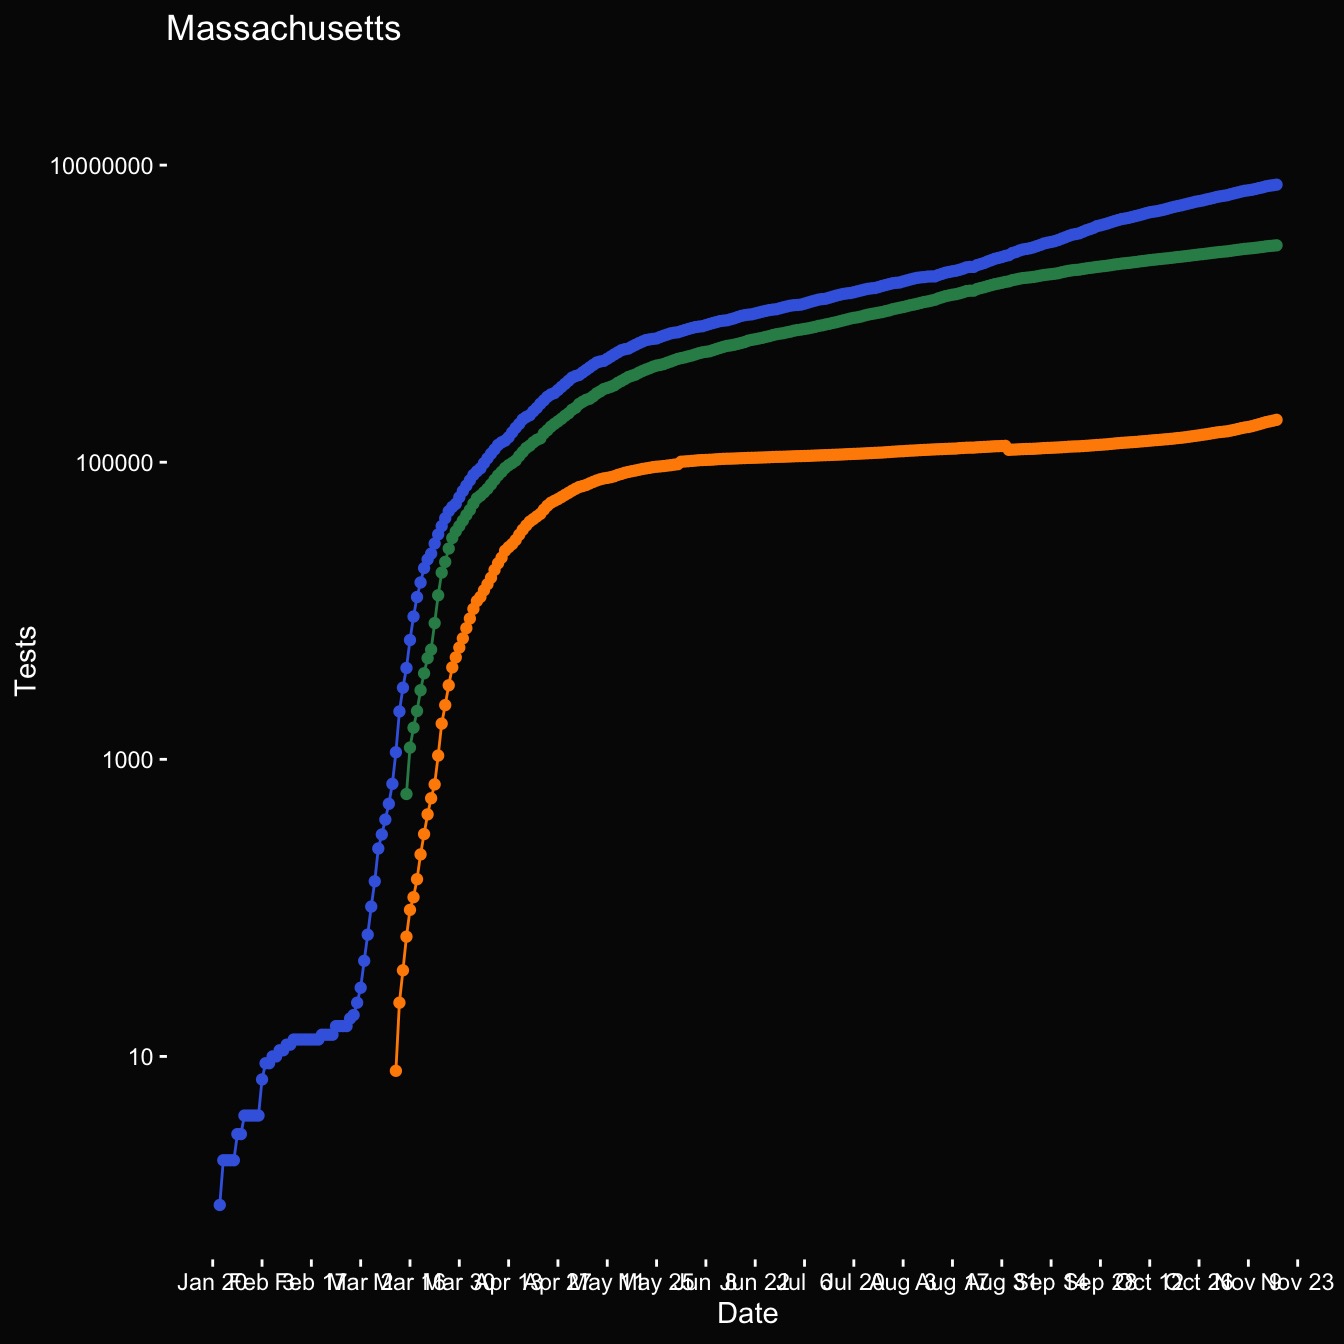 Massachusetts
10000000
100000
1000
10
Tests
Jan 20 Feb 3 Feb 17 Mar 2 Mar 16 Mar 30 Apr 13 Apr 27 May 11 May 25 Jun 8 Jun 22 Jul 6 Jul 20 Aug 3 Aug 17 Aug 31 Sep 14 Sep 28 Oct 12 Oct 26 Nov 9 Nov 23
Date